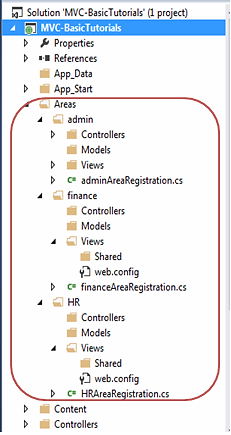 Solution 'MVC-BasicTutorials' (1 project)
MVC-BasicTutorials
Properties
References
App_Data
App_Start
Areas
admin
Controllers
Models
Views
C# adminAreaRegistration.cs
finance
Controllers
Models
Views
Shared
web.config
C# financeAreaRegistration.cs
HR
Controllers
Models
Views
Shared
web.config
C# HRAreaRegistration.cs
Content
Controllers